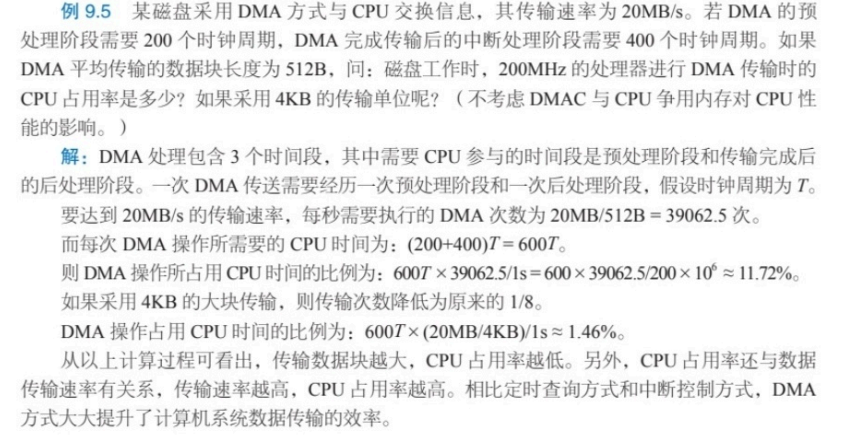 例 9.5 某磁盘采用 DMA 方式与 CPU 交换信息，其传输速率为 20MB/s。若 DMA 的预
处理阶段需要 200 个时钟周期，DMA 完成传输后的中断处理阶段需要 400 个时钟周期。如果
DMA 平均传输的数据块长度为 512B，问：磁盘工作时，200MHz 的处理器进行 DMA 传输时的
CPU 占用率是多少？如果采用 4KB 的传输单位呢？（不考虑 DMAC 与 CPU 争用内存对 CPU 性
能的影响。）
解：DMA 处理包含 3 个时间段，其中需要 CPU 参与的时间段是预处理阶段和传输完成后
的后处理阶段。一次 DMA 传送需要经历一次预处理阶段和一次后处理阶段，假设时钟周期为 T。
要达到 20MB/s 的传输速率，每秒需要执行的 DMA 次数为 20MB/512B = 39062.5 次。
而每次 DMA 操作所需要的 CPU 时间为：(200+400)T = 600T。
则 DMA 操作所占用 CPU 时间的比例为：600T × 39062.5/1s = 600 × 39062.5/200 × 10⁶ ≈ 11.72%。
如果采用 4KB 的大块传输，则传输次数降低为原来的 1/8。
DMA 操作占用 CPU 时间的比例为：600T × (20MB/4KB)/1s ≈ 1.46%。
从以上计算过程可看出，传输数据块越大，CPU 占用率越低。另外，CPU 占用率还与数据
传输速率有关系，传输速率越高，CPU 占用率越高。相比定时查询方式和中断控制方式，DMA
方式大大提升了计算机系统数据传输的效率。